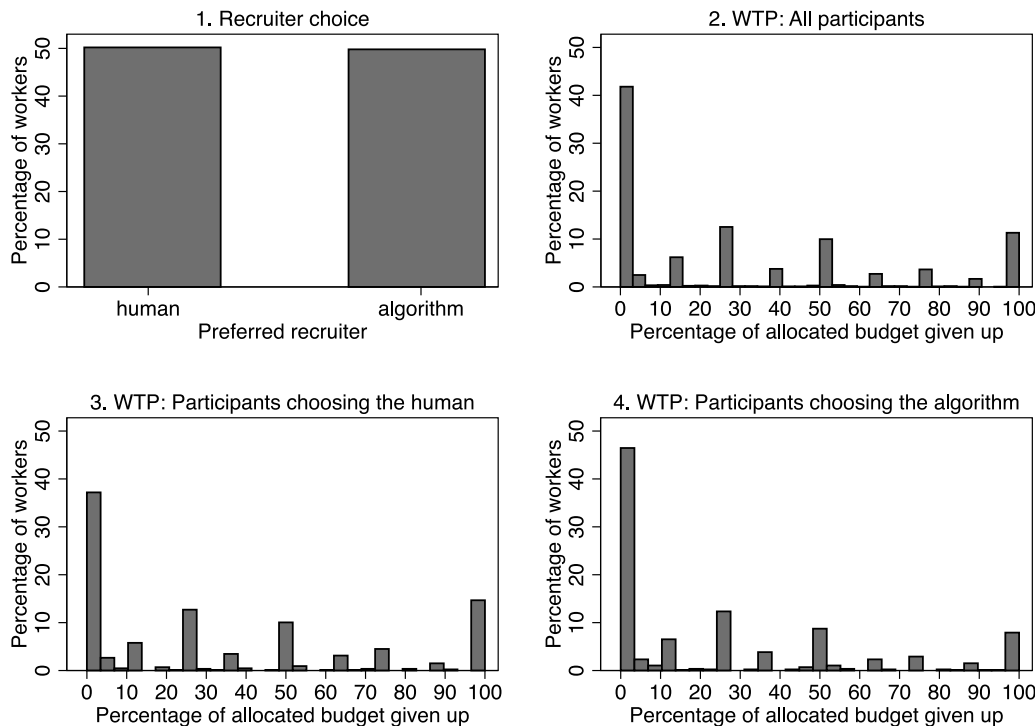 1. Recruiter choice
Percentage of workers
50
40
30
20
10
0
human algorithm
Preferred recruiter
2. WTP: All participants
Percentage of workers
50
40
30
20
10
0
0 10 20 30 40 50 60 70 80 90 100
Percentage of allocated budget given up
3. WTP: Participants choosing the human
Percentage of workers
50
40
30
20
10
0
0 10 20 30 40 50 60 70 80 90 100
Percentage of allocated budget given up
4. WTP: Participants choosing the algorithm
Percentage of workers
50
40
30
20
10
0
0 10 20 30 40 50 60 70 80 90 100
Percentage of allocated budget given up